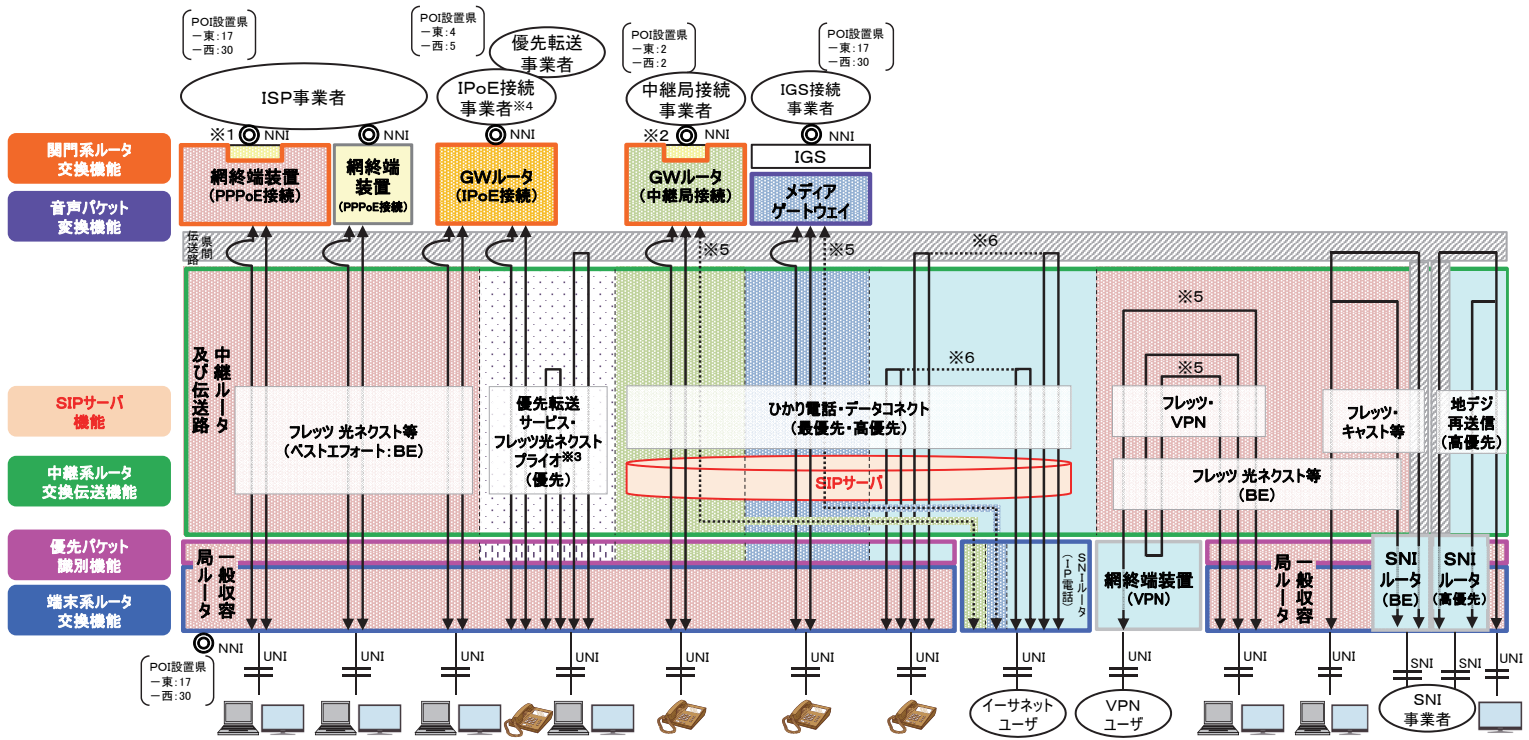 POI設置県
－東:17
－西:30
POI設置県
－東:4
－西:5
優先転送
事業者
POI設置県
－東:2
－西:2
POI設置県
－東:17
－西:30
ISP事業者
IPoE接続
事業者※4
中継局接続
事業者
IGS接続
事業者
※1
NNI
NNI
NNI
※2
NNI
NNI
関門系ルータ
交換機能
網終端装置
(PPPoE接続)
網終端
装置
(PPPoE接続)
GWルータ
(IPoE接続)
GWルータ
(中継局接続)
IGS
メディア
ゲートウェイ
音声パケット
変換機能
県間
伝送路
※5
※5
※6
※5
※6
※5
中継ルータ
及び伝送路
SIPサーバ
機能
フレッツ 光ネクスト等
(ベストエフォート:BE)
優先転送
サービス・
フレッツ光ネクスト
プライオ※3
(優先)
ひかり電話・データコネクト
(最優先・高優先)
フレッツ・
VPN
フレッツ・
キャスト等
地デジ
再送信
(高優先)
中継系ルータ
交換伝送機能
SIPサーバ
フレッツ 光ネクスト等
(BE)
優先パケット
識別機能
端末系ルータ
交換機能
一般収容
局ルータ
SNIルータ
(IP電話)
網終端装置
(VPN)
一般収容
局ルータ
SNI
ルータ
(BE)
SNI
ルータ
(高優先)
NNI
POI設置県
－東:17
－西:30
UNI
UNI
UNI
UNI
UNI
UNI
UNI
UNI
UNI
UNI
UNI
SNI
SNI
UNI
イーサネット
ユーザ
VPN
ユーザ
SNI
事業者